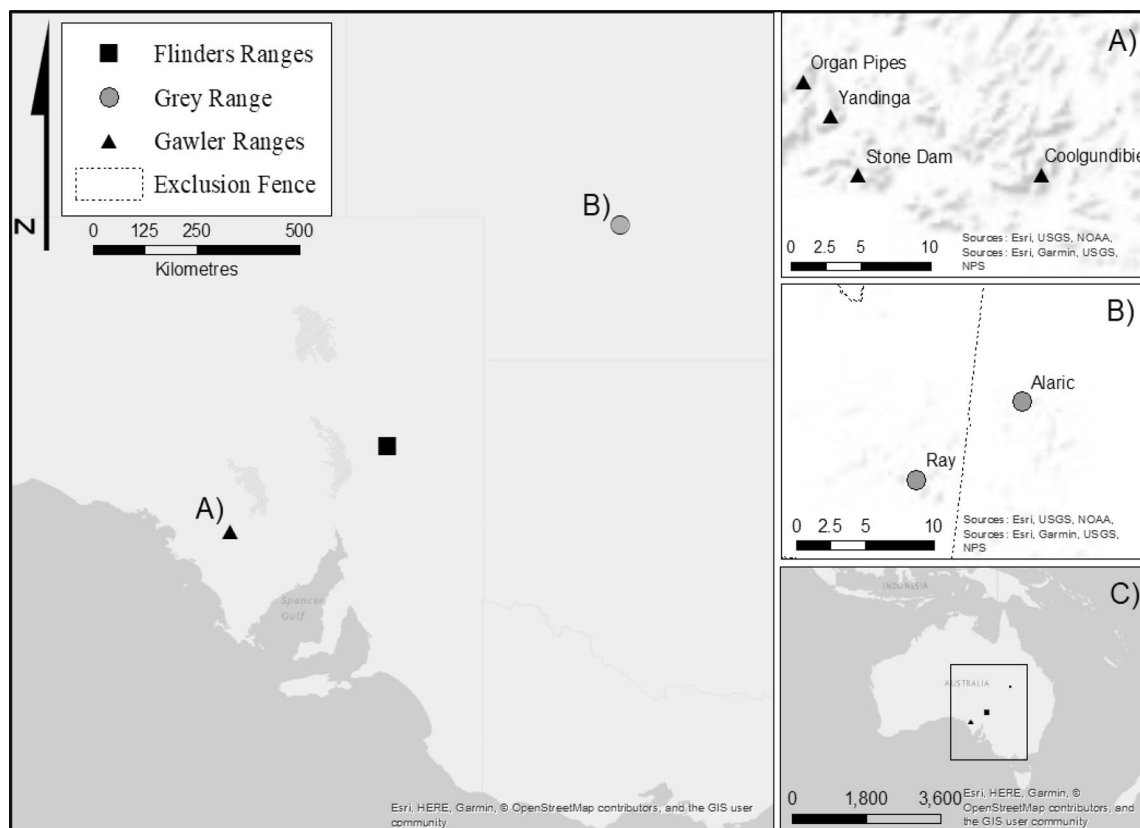 Flinders Ranges
Grey Range
Gawler Ranges
Exclusion Fence
N
0 125 250 500
Kilometres
B)
A)
Spencer
Gulf
Esri, HERE, Garmin, © OpenStreetMap contributors, and the GIS user
community
A)
Organ Pipes
Yandinga
Stone Dam
Coolgundibie
0 2.5 5 10
Sources: Esri, USGS, NOAA,
Sources: Esri, Garmin, USGS,
NPS
B)
Alaric
Ray
0 2.5 5 10
Sources: Esri, USGS, NOAA,
Sources: Esri, Garmin, USGS,
NPS
INDONESIA
C)
AUSTRALIA
0 1,800 3,600
Esri, HERE, Garmin, ©
OpenStreetMap contributors, and
the GIS user community